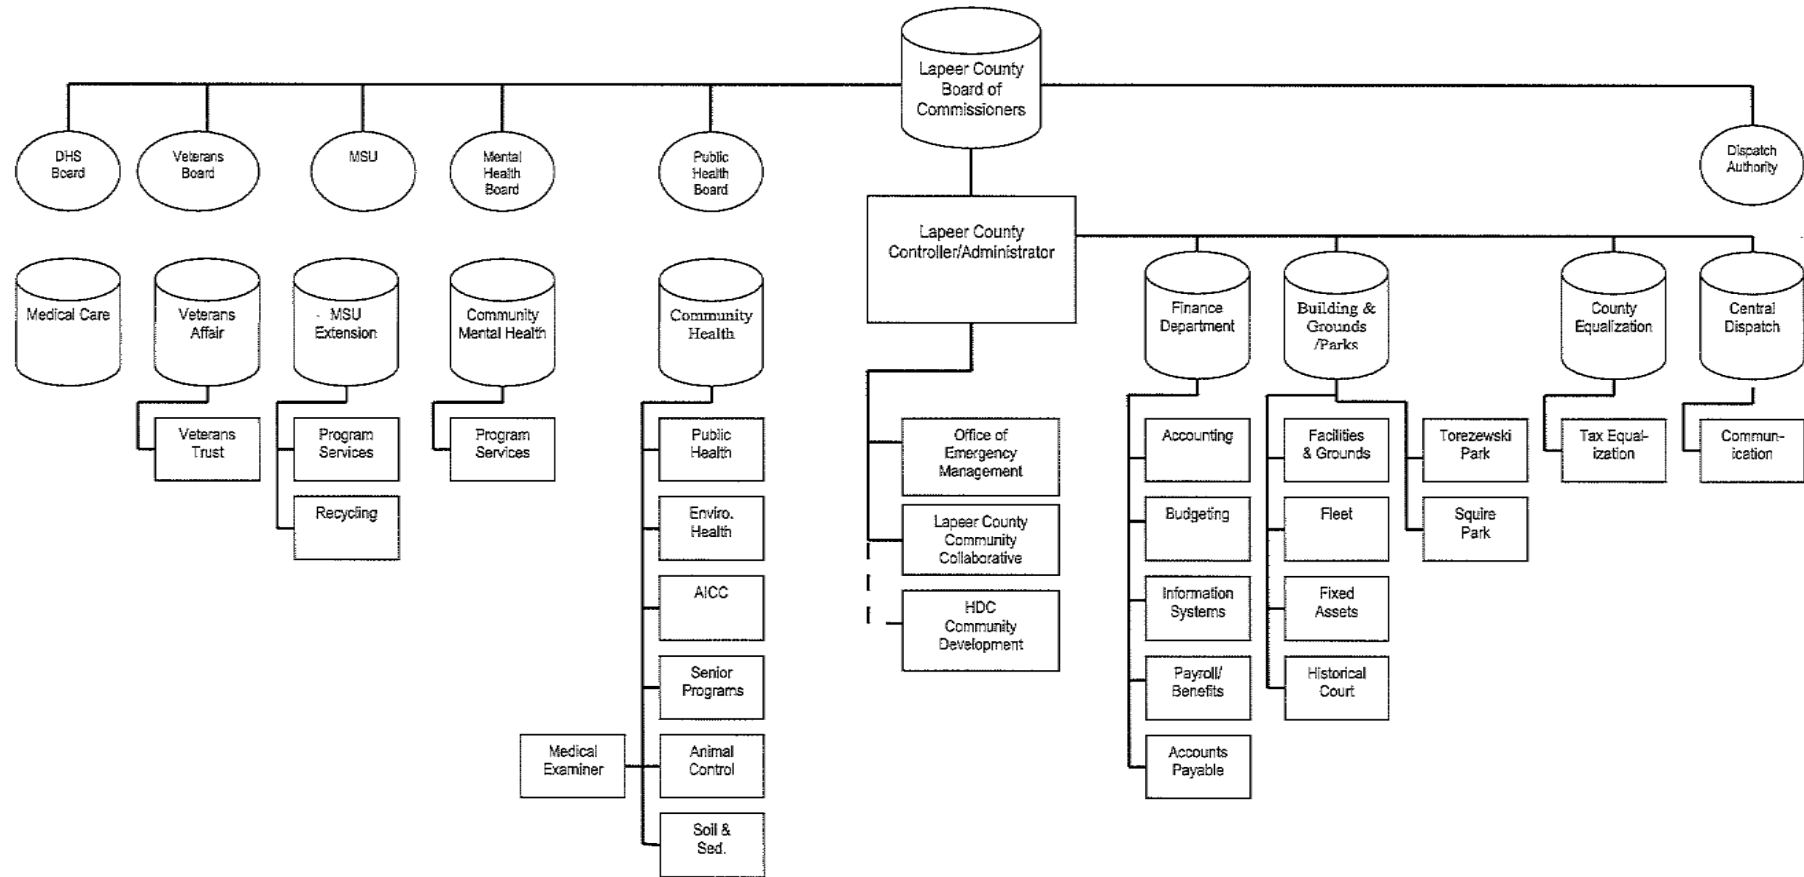 Lapeer County
Board of
Commissioners
DHS
Board
Veterans
Board
MSU
Mental
Health
Board
Public
Health
Board
Dispatch
Authority
Lapeer County
Controller/Administrator
Medical Care
Veterans
Affair
MSU
Extension
Community
Mental Health
Community
Health
Finance
Department
Building &
Grounds
/Parks
County
Equalization
Central
Dispatch
Veterans
Trust
Program
Services
Recycling
Program
Services
Public
Health
Enviro.
Health
AICC
Senior
Programs
Medical
Examiner
Animal
Control
Soil &
Sed.
Office of
Emergency
Management
Lapeer County
Community
Collaborative
HDC
Community
Development
Accounting
Budgeting
Information
Systems
Payroll/
Benefits
Accounts
Payable
Facilities
& Grounds
Fleet
Fixed
Assets
Historical
Court
Torezewski
Park
Squire
Park
Tax Equal-
ization
Commun-
ication